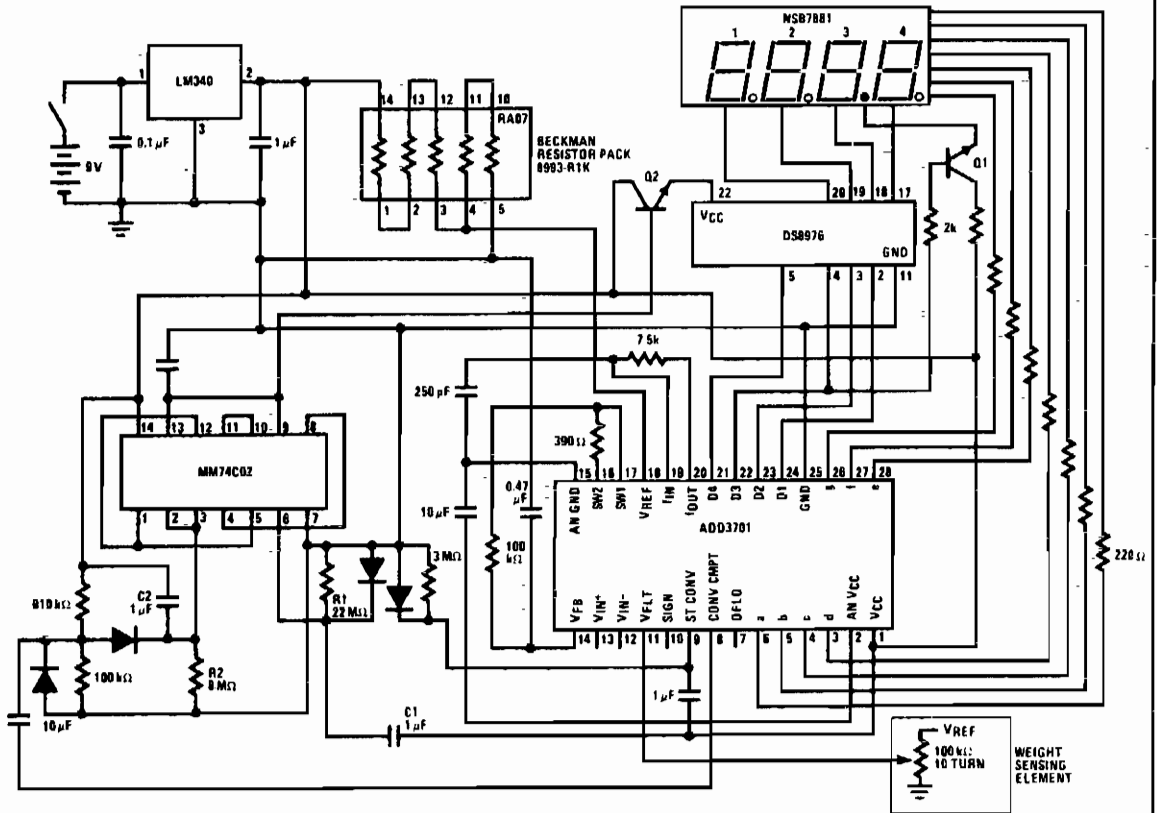 NSB7881
1 2 3 4
LM340
1 2 3
9V
0.1 µF
1 µF
14 13 12 11 10
RA07
BECKMAN
RESISTOR PACK
8993-R1K
1 2 3 4 5
Q2
22 20 19 18 17
VCC
DS8976
GND
5 4 3 2 11
Q1
2k
7 5k
250 pF
390 Ω
14 13 12 11 10 9 8
MM74C02
1 2 3 4 5 6 7
10 µF
0.47
µF
100
kΩ
15 16 17 18 19 20 21 22 23 24 25 26 27 28
AN GND SW2 SW1 VREF fIN fOUT D4 D3 D2 D1 GND g f e
ADD3701
VFB VIN+ VIN- VFLT SIGN ST CONV CONV CMPT OFLO a b c d AN VCC VCC
14 13 12 11 10 9 8 7 6 5 4 3 2 1
220 Ω
C2
1 µF
R1
22 MΩ
3 MΩ
100 kΩ
R2
10 µF
C1
1 µF
1 µF
VREF
100 kΩ
10 TURN
WEIGHT
SENSING
ELEMENT